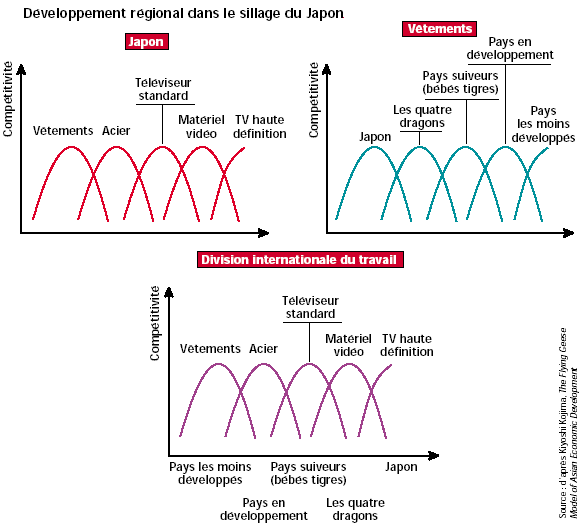 Développement régional dans le sillage du Japon
Japon
Compétitivité
Vêtements
Acier
Téléviseur
standard
Matériel
vidéo
TV haute
définition
Vêtements
Compétitivité
Japon
Les quatre
dragons
Pays suiveurs
(bébés tigres)
Pays en
développement
Pays
les moins
développés
Division internationale du travail
Compétitivité
Vêtements
Acier
Téléviseur
standard
Matériel
vidéo
TV haute
définition
Pays les moins
développés
Pays en
développement
Pays suiveurs
(bébés tigres)
Les quatre
dragons
Japon
Source : d'après Kiyoshi Kojima, The Flying Geese
Model of Asian Economic Development